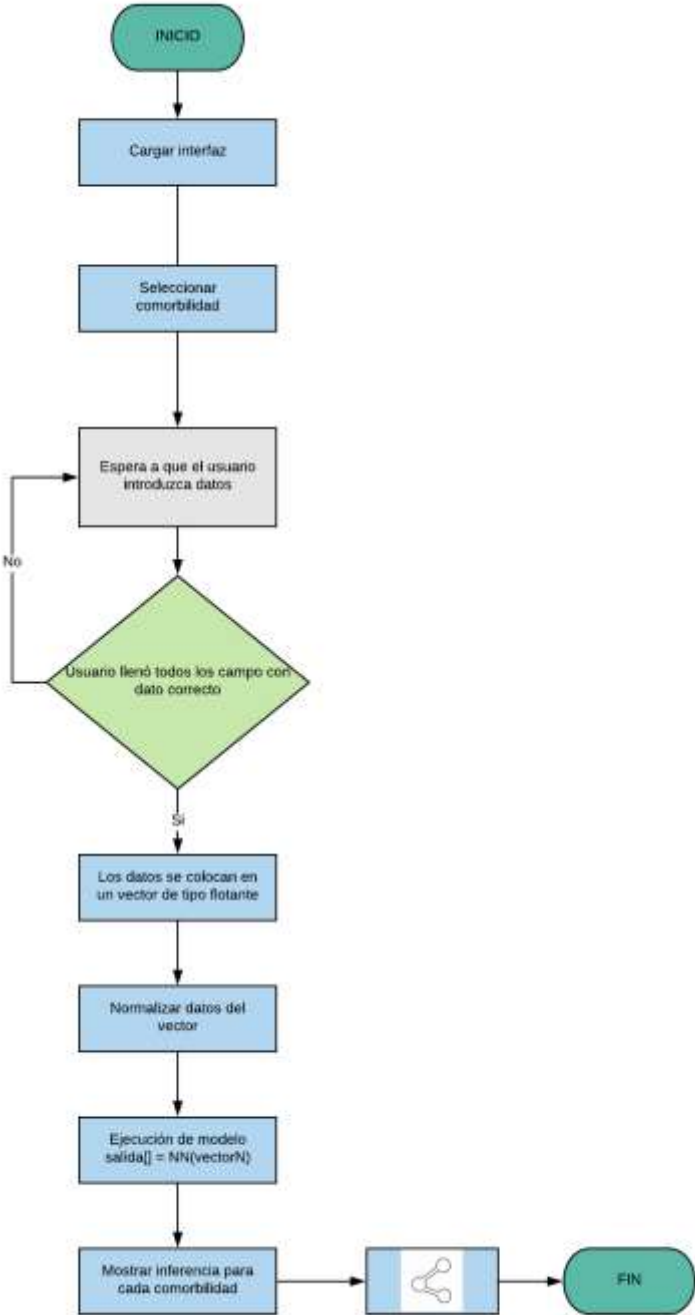 INICIO
Cargar interfaz
Seleccionar
comorbilidad
Espera a que el usuario
introduzca datos
No
Usuario llenó todos los campo con
dato correcto
Si
Los datos se colocan en
un vector de tipo flotante
Normalizar datos del
vector
Ejecución de modelo
salida[] = NN(vectorN)
Mostrar inferencia para
cada comorbilidad
FIN